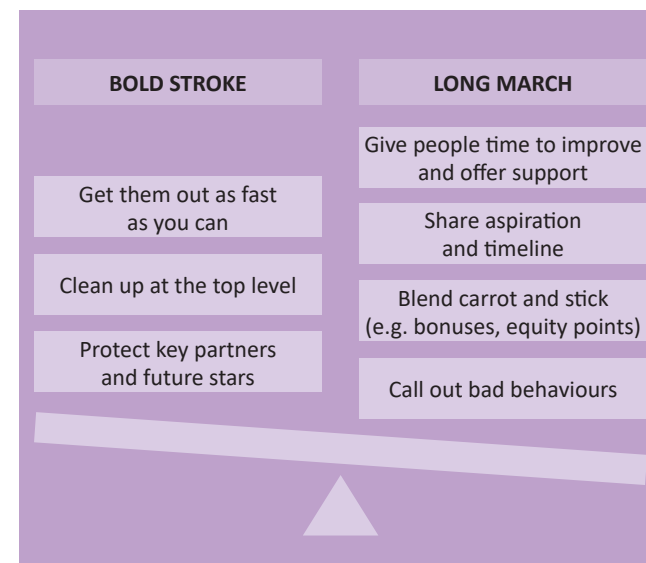 BOLD STROKE
Get them out as fast
as you can
Clean up at the top level
Protect key partners
and future stars
LONG MARCH
Give people time to improve
and offer support
Share aspiration
and timeline
Blend carrot and stick
(e.g. bonuses, equity points)
Call out bad behaviours